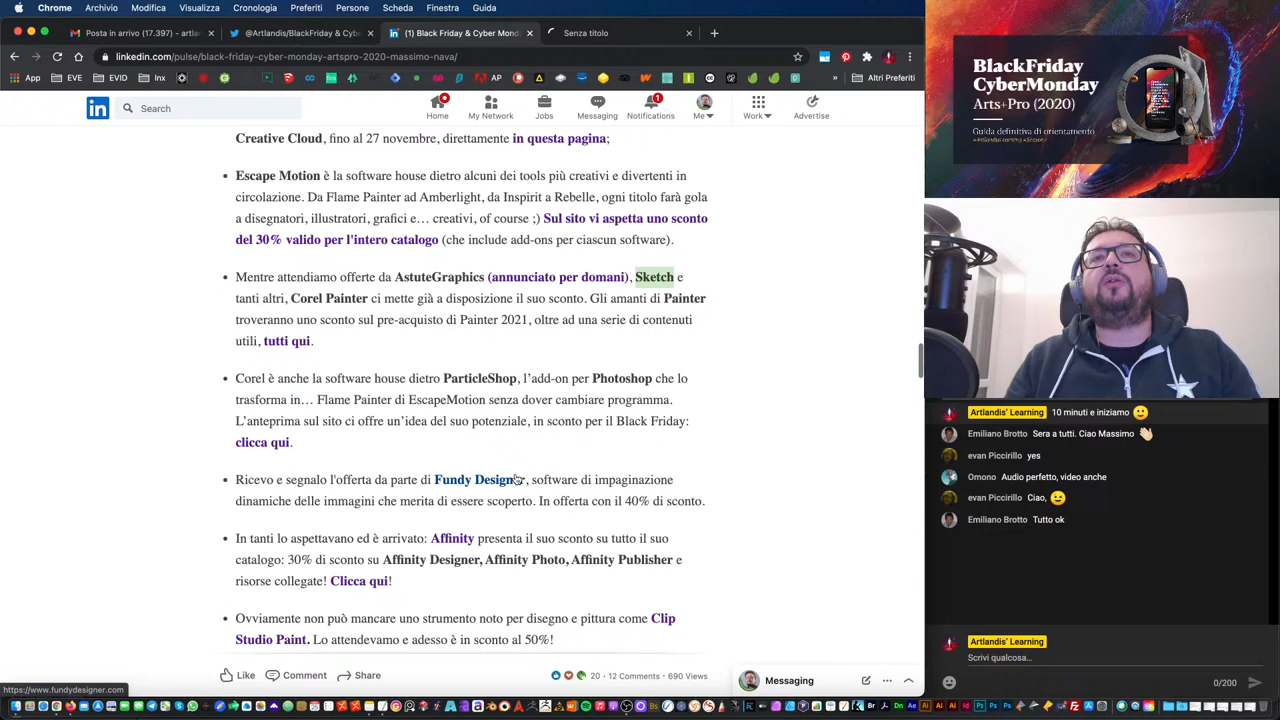 Chrome Archivio Modifica Visualizza Cronologia Preferiti Persone Scheda Finestra Guida
Posta in arrivo (17.397) - artlan
@Artlandis/BlackFriday & Cybe
(1) Black Friday & Cyber Mond
Senza titolo
linkedin.com/pulse/black-friday-cybermonday-artspro-2020-massimo-nava/
App EVE EVE Inx AP Altri Preferiti
Search
Home My Network Jobs Messaging Notifications Me Work Advertise
1
Creative Cloud, fino al 27 novembre, direttamente in questa pagina;
Escape Motion è la software house dietro alcuni dei tools più creativi e divertenti in
circolazione. Da Flame Painter ad Amberlight, da Inspirit a Rebelle, ogni titolo farà gola
a disegnatori, illustratori, grafici e… creativi, of course ;) Sul sito vi aspetta uno sconto
del 30% valido per l'intero catalogo (che include add-ons per ciascun software).
Mentre attendiamo offerte da AstuteGraphics (annunciato per domani), Sketch e
tanti altri, Corel Painter ci mette già a disposizione il suo sconto. Gli amanti di Painter
troveranno uno sconto sul pre-acquisto di Painter 2021, oltre ad una serie di contenuti
utili, tutti qui.
Corel è anche la software house dietro ParticleShop, l’add-on per Photoshop che lo
trasforma in… Flame Painter di EscapeMotion senza dover cambiare programma.
L’anteprima sul sito ci offre un’idea del suo potenziale, in sconto per il Black Friday:
clicca qui.
Ricevo e segnalo l'offerta da parte di Fundy Designer, software di impaginazione
dinamiche delle immagini che merita di essere scoperto. In offerta con il 40% di sconto.
In tanti lo aspettavano ed è arrivato: Affinity presenta il suo sconto su tutto il suo
catalogo: 30% di sconto su Affinity Designer, Affinity Photo, Affinity Publisher e
risorse collegate! Clicca qui!
Ovviamente non può mancare uno strumento noto per disegno e pittura come Clip
Studio Paint. Lo attendevamo e adesso è in sconto al 50%!
Like Comment Share 20 · 12 Comments · 690 Views
Messaging
https://www.fundydesigner.com
BlackFriday
CyberMonday
Arts+Pro (2020)
Guida definitiva di orientamento
Artlandis' Learning 10 minuti e iniziamo
Emiliano Brotto Sera a tutti. Ciao Massimo
evan Piccirillo yes
Omono Audio perfetto, video anche
evan Piccirillo Ciao,
Emiliano Brotto Tutto ok
Artlandis' Learning
Scrivi qualcosa...
0/200